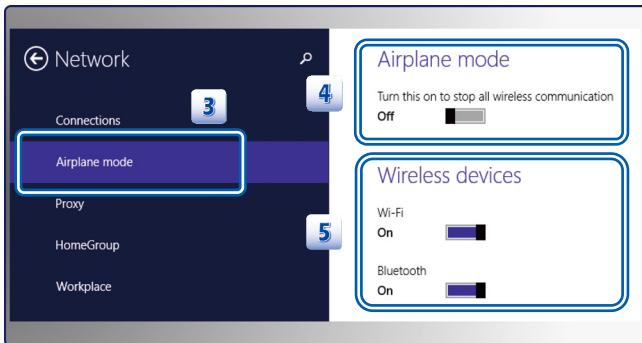 Network
3
Connections
Airplane mode
Proxy
HomeGroup
Workplace
4
Airplane mode
Turn this on to stop all wireless communication
Off
5
Wireless devices
Wi-Fi
On
Bluetooth
On